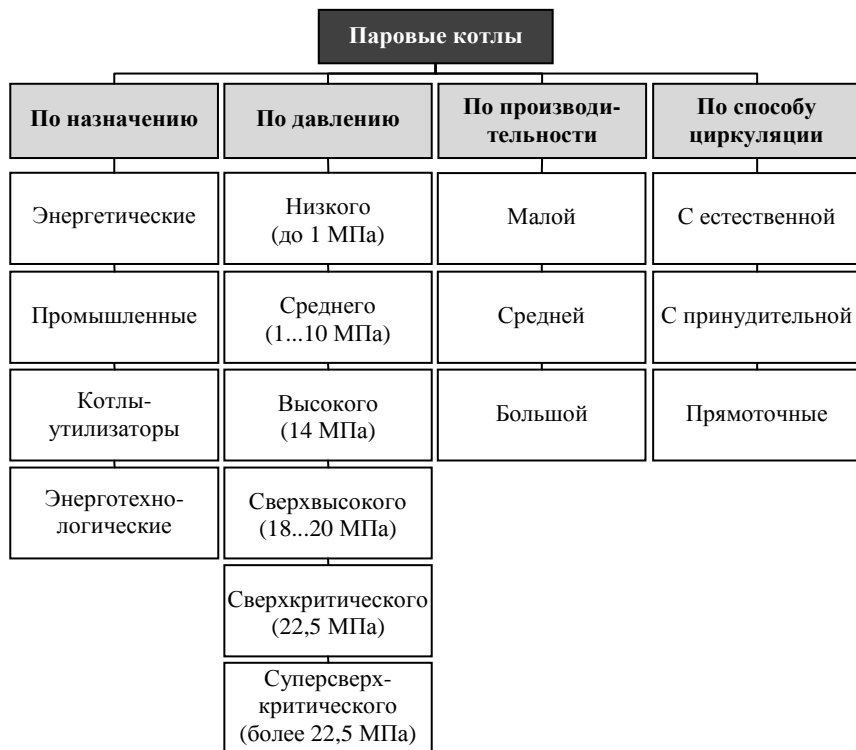 Паровые котлы
По назначению
Энергетические
Промышленные
Котлы-
утилизаторы
Энерготехно-
логические
По давлению
Низкого
(до 1 МПа)
Среднего
(1...10 МПа)
Высокого
(14 МПа)
Сверхвысокого
(18...20 МПа)
Сверхкритического
(22,5 МПа)
Суперсверх-
критического
(более 22,5 МПа)
По производи-
тельности
Малой
Средней
Большой
По способу
циркуляции
С естественной
С принудительной
Прямоточные